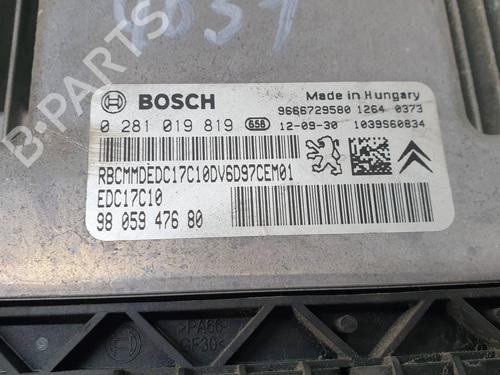 4037
BOSCH
Made in Hungary
9666729580 1264 0373
0 281 019 819 658 12-09-30 1039S60834
RBCMMDEDC17C10DV6D97CEM01
EDC17C10
98 059 476 80
>PA66-
GF30<